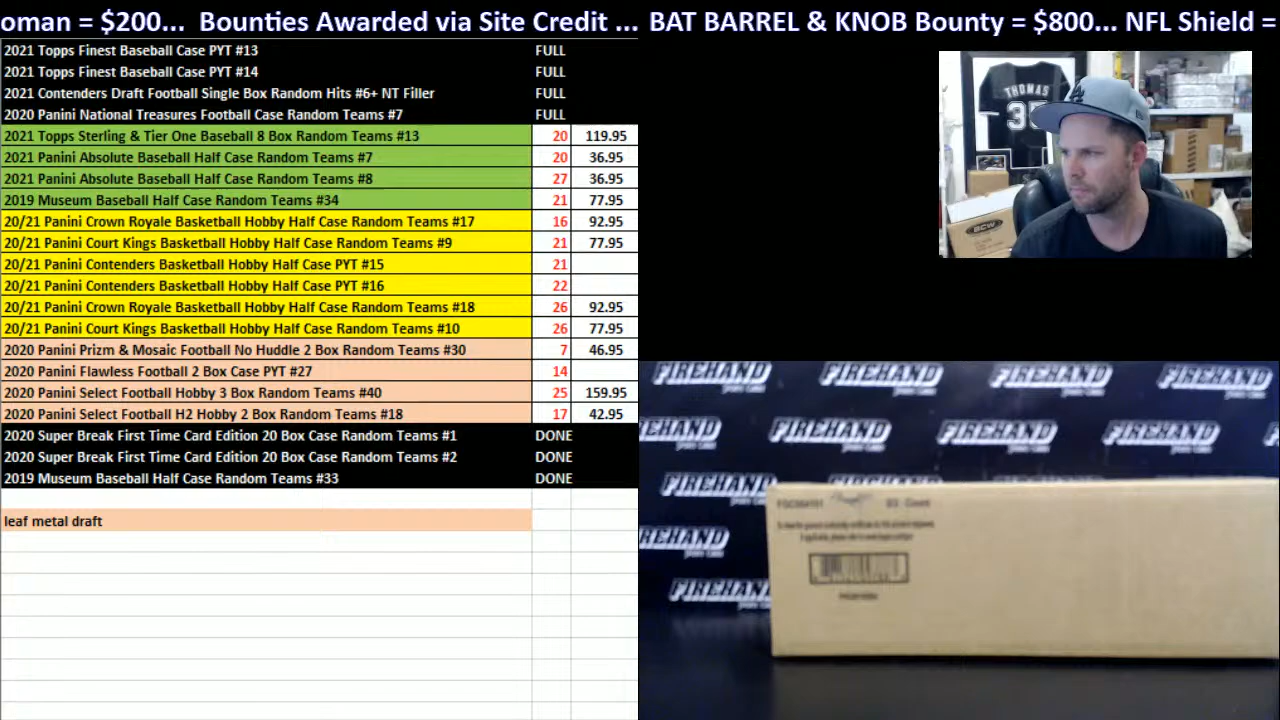 oman = $200... Bounties Awarded via Site Credit ... BAT BARREL & KNOB Bounty = $800... NFL Shield =
2021 Topps Finest Baseball Case PYT #13 FULL
2021 Topps Finest Baseball Case PYT #14 FULL
2021 Contenders Draft Football Single Box Random Hits #6+ NT Filler FULL
2020 Panini National Treasures Football Case Random Teams #7 FULL
2021 Topps Sterling & Tier One Baseball 8 Box Random Teams #13 20 119.95
2021 Panini Absolute Baseball Half Case Random Teams #7 20 36.95
2021 Panini Absolute Baseball Half Case Random Teams #8 27 36.95
2019 Museum Baseball Half Case Random Teams #34 21 77.95
20/21 Panini Crown Royale Basketball Hobby Half Case Random Teams #17 16 92.95
20/21 Panini Court Kings Basketball Hobby Half Case Random Teams #9 21 77.95
20/21 Panini Contenders Basketball Hobby Half Case PYT #15 21
20/21 Panini Contenders Basketball Hobby Half Case PYT #16 22
20/21 Panini Crown Royale Basketball Hobby Half Case Random Teams #18 26 92.95
20/21 Panini Court Kings Basketball Hobby Half Case Random Teams #10 26 77.95
2020 Panini Prizm & Mosaic Football No Huddle 2 Box Random Teams #30 7 46.95
2020 Panini Flawless Football 2 Box Case PYT #27 14
2020 Panini Select Football Hobby 3 Box Random Teams #40 25 159.95
2020 Panini Select Football H2 Hobby 2 Box Random Teams #18 17 42.95
2020 Super Break First Time Card Edition 20 Box Case Random Teams #1 DONE
2020 Super Break First Time Card Edition 20 Box Case Random Teams #2 DONE
2019 Museum Baseball Half Case Random Teams #33 DONE
leaf metal draft
THOMAS
35
BCW
FIREHAND FIREHAND FIREHAND FIREHAND
FIREHAND FIREHAND FIREHAND FIREHAND
FIREHAND FIREHAND FIREHAND FIREHAND
FIREHAND
FIREHAND